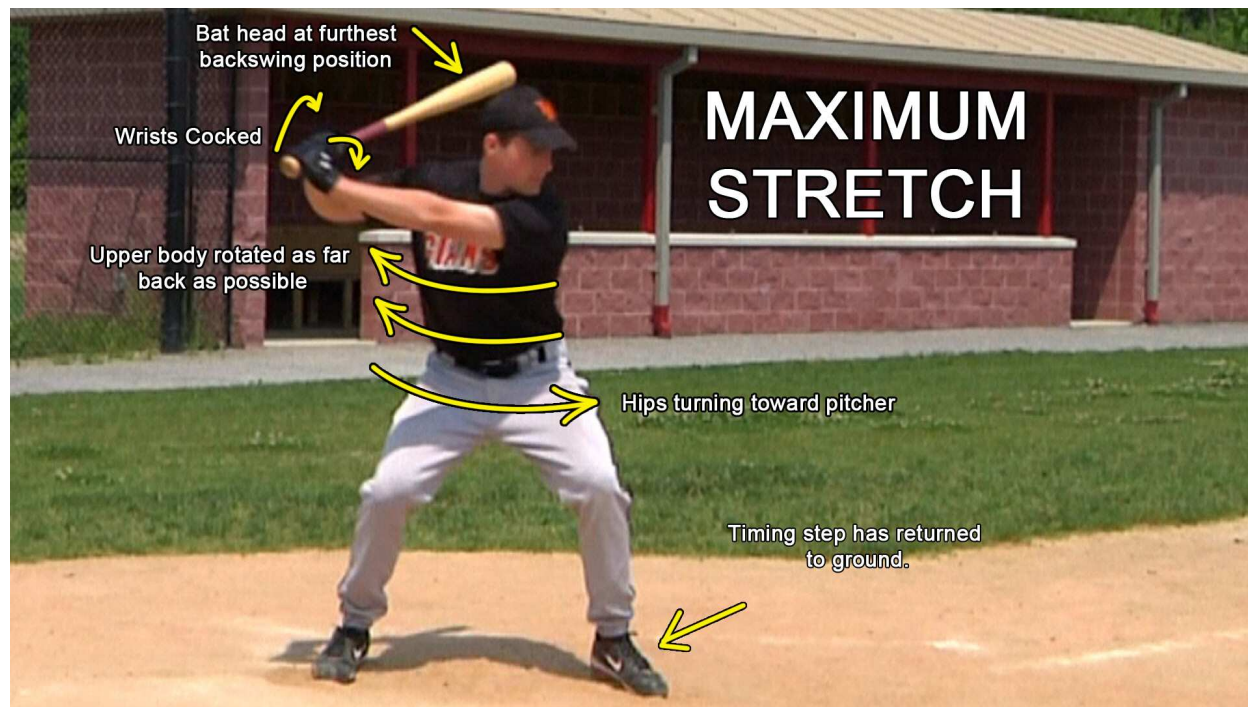 Bat head at furthest
backswing position
MAXIMUM
STRETCH
Wrists Cocked
Upper body rotated as far
back as possible
GIANTS
Hips turning toward pitcher
Timing step has returned
to ground.